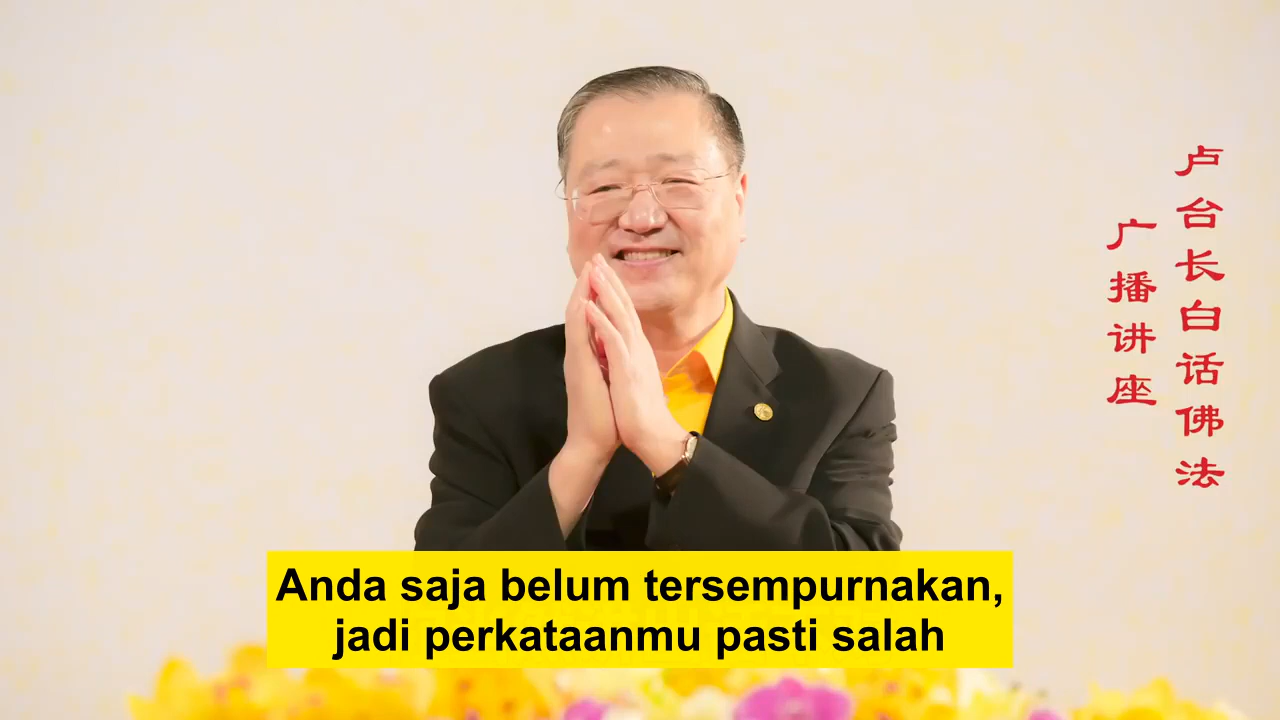 卢台长白话佛法
广播讲座
Anda saja belum tersempurnakan,
jadi perkataanmu pasti salah